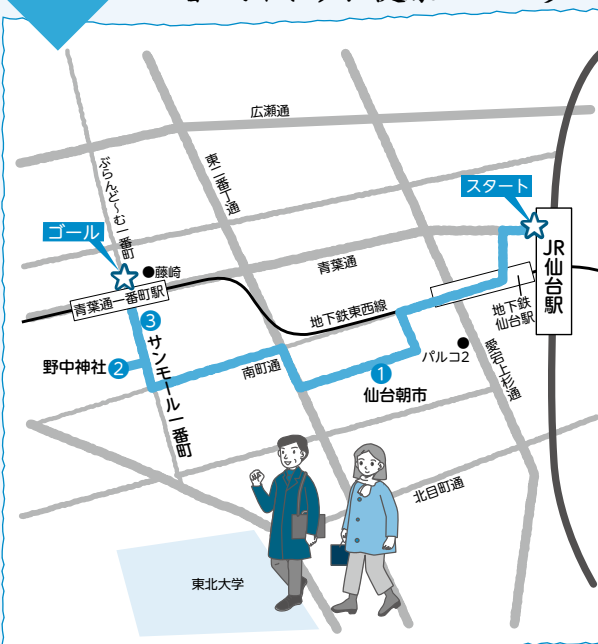 広瀬通
東二番丁通
ぶらんど~む一番町
スタート
ゴール
藤崎
青葉通
JR仙台駅
青葉通一番町駅
地下鉄東西線
地下鉄
仙台駅
3
サンモール一番町
パルコ2
愛宕上杉通
野中神社
2
南町通
1
仙台朝市
北目町通
東北大学